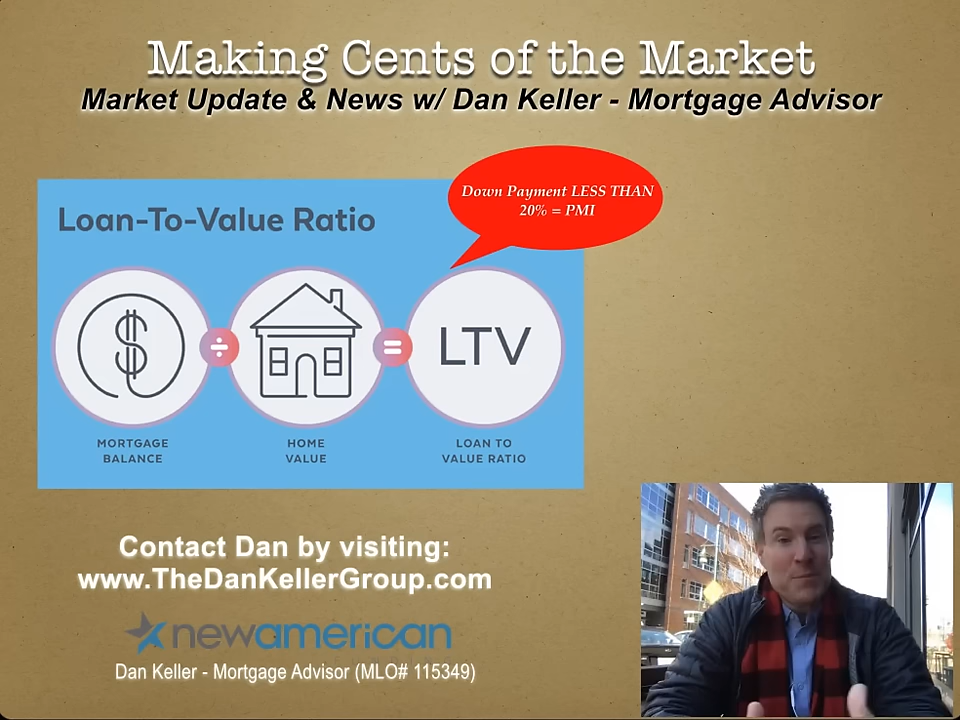 Making Cents of the Market
Market Update & News w/ Dan Keller - Mortgage Advisor
Down Payment LESS THAN
20% = PMI
Loan-To-Value Ratio
$
÷
=
LTV
MORTGAGE
BALANCE
HOME
VALUE
LOAN TO
VALUE RATIO
Contact Dan by visiting:
www.TheDanKellerGroup.com
newamerican
Dan Keller - Mortgage Advisor (MLO# 115349)